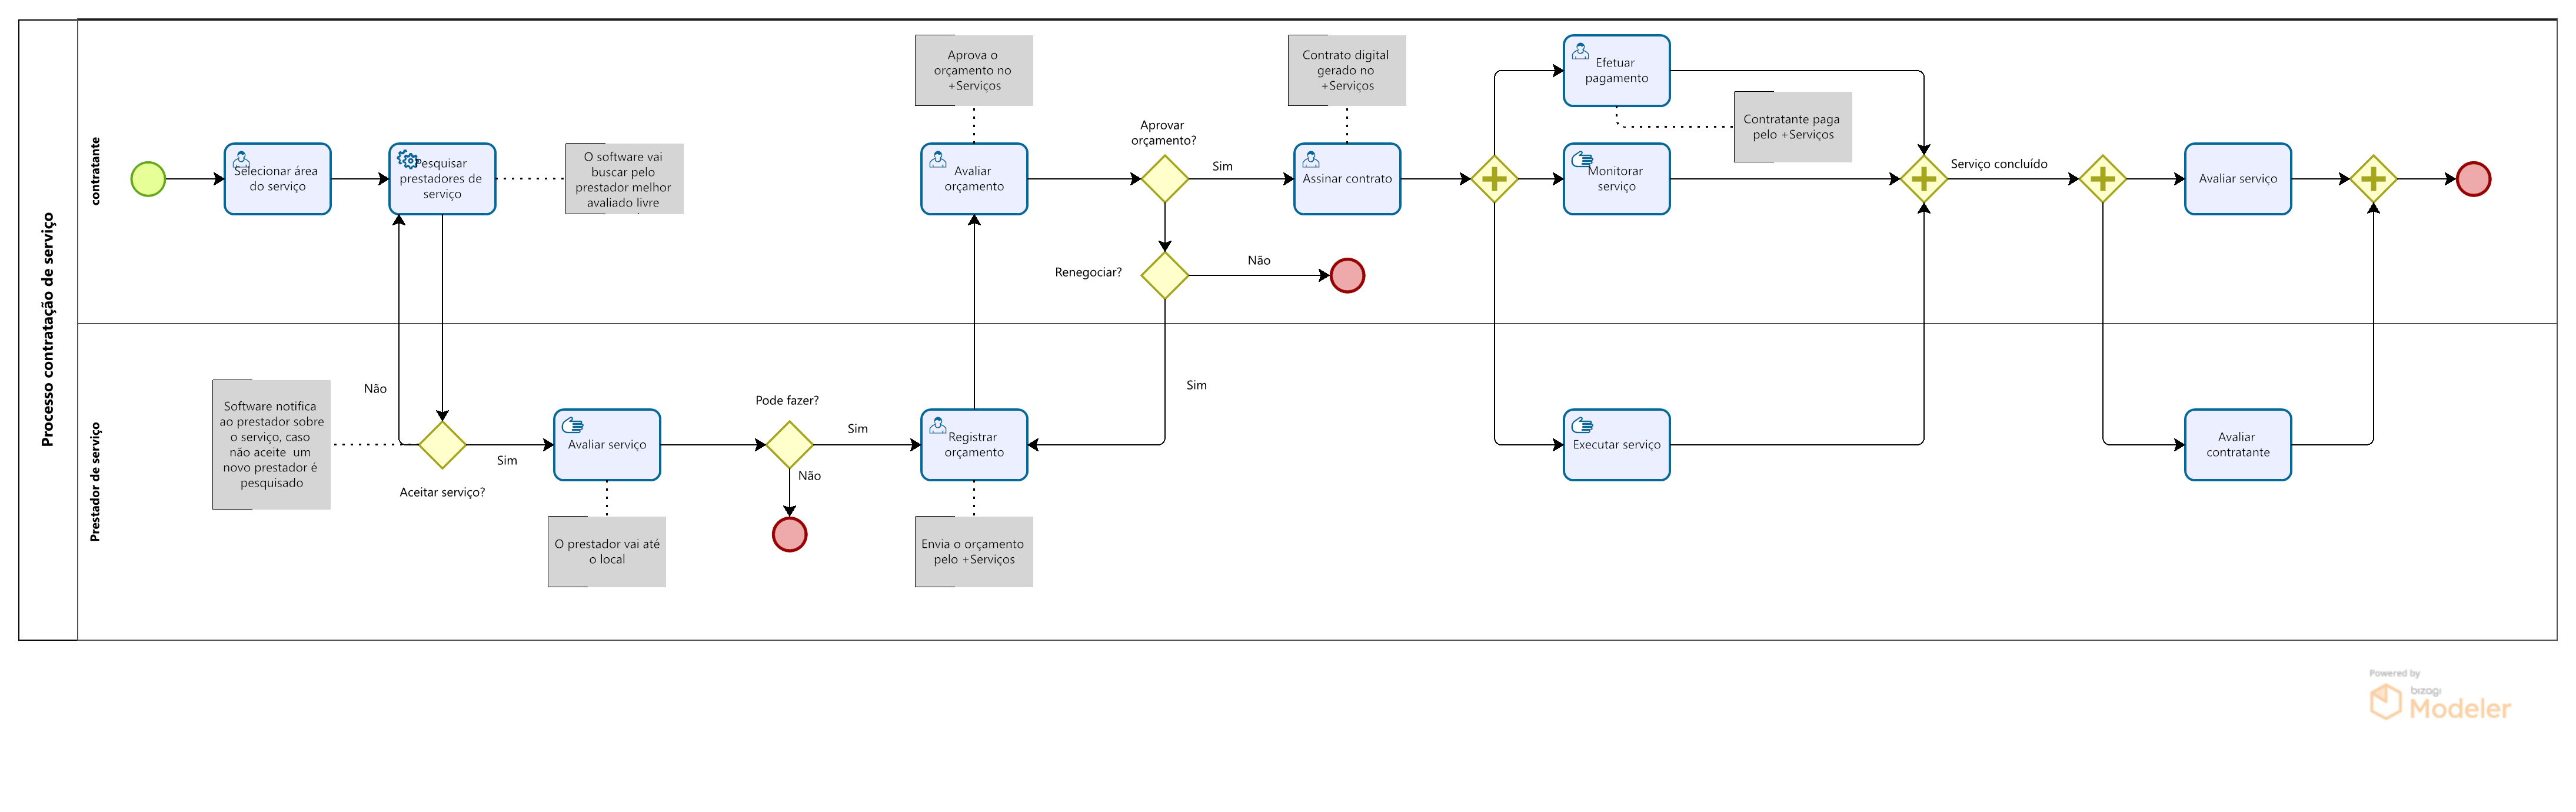 Processo contratação de serviço
contratante
Selecionar área
do serviço
Pesquisar
prestadores de
serviço
O software vai
buscar pelo
prestador melhor
avaliado livre
Aprova o
orçamento no
+Serviços
Avaliar
orçamento
Aprovar
orçamento?
Sim
Renegociar?
Não
Contrato digital
gerado no
+Serviços
Assinar contrato
Efetuar
pagamento
Contratante paga
pelo +Serviços
Monitorar
serviço
Serviço concluído
Avaliar serviço
Prestador de serviço
Software notifica
ao prestador sobre
o serviço, caso
não aceite um
novo prestador é
pesquisado
Não
Aceitar serviço?
Sim
Avaliar serviço
O prestador vai até
o local
Pode fazer?
Sim
Não
Registrar
orçamento
Envia o orçamento
pelo +Serviços
Sim
Executar serviço
Avaliar
contratante
Powered by
bizagi
Modeler